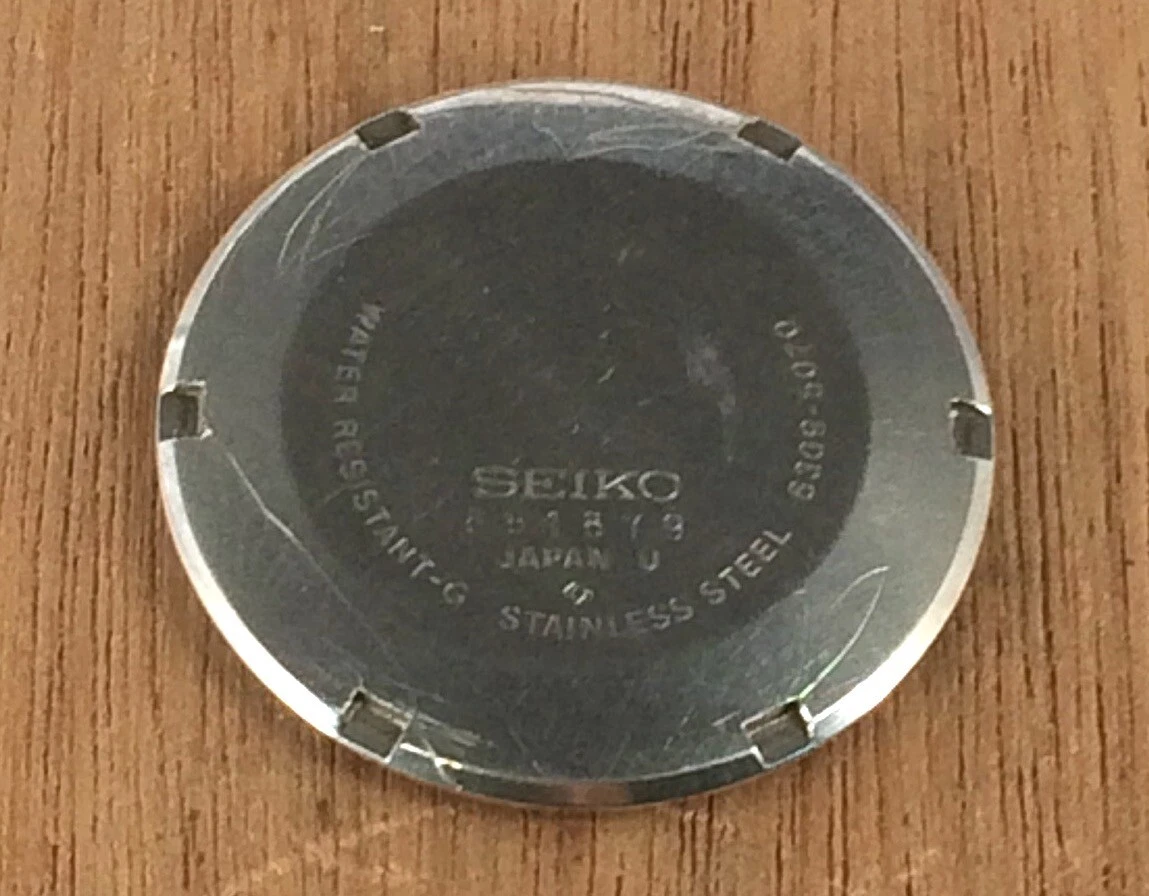 SEIKO
JAPAN U
WATER RESISTANT-G STAINLESS STEEL